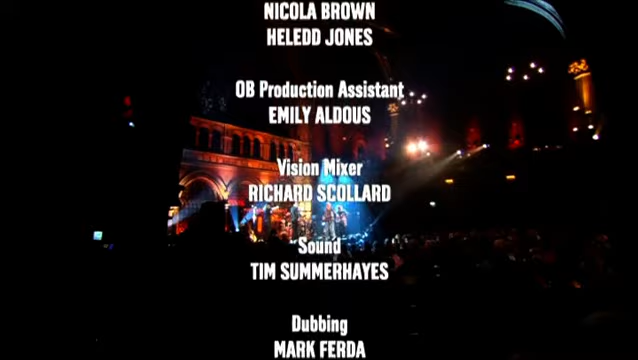 NICOLA BROWN
HELEDD JONES
OB Production Assistant
EMILY ALDOUS
Vision Mixer
RICHARD SCOLLARD
Sound
TIM SUMMERHAYES
Dubbing
MARK FERDA